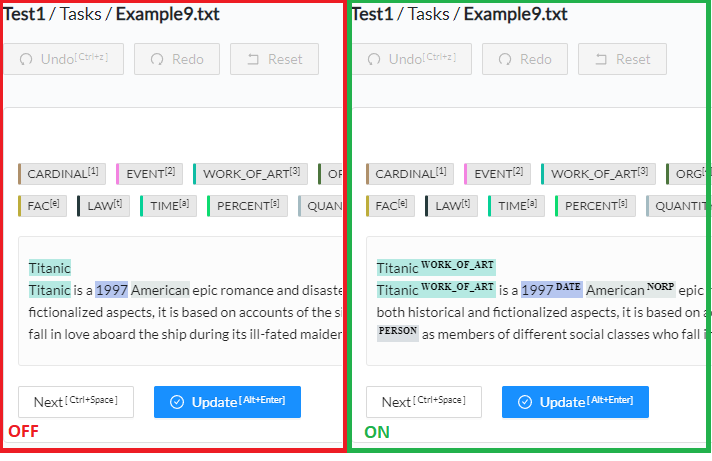 Test1 / Tasks / Example9.txt
Undo[Ctrl+z] Redo Reset
CARDINAL[1] EVENT[2] WORK_OF_ART[3]
FAC[e] LAW[t] TIME[a] PERCENT[s] QUAN
Titanic
Titanic is a 1997 American epic romance and disaste
fictionalized aspects, it is based on accounts of the
fall in love aboard the ship during its ill-fated maiden
Next[Ctrl+Space] Update[Alt+Enter]
OFF
Test1 / Tasks / Example9.txt
Undo[Ctrl+z] Redo Reset
CARDINAL[1] EVENT[2] WORK_OF_ART[3] ORG
FAC[e] LAW[t] TIME[a] PERCENT[s] QUANTIT
Titanic WORK_OF_ART
Titanic WORK_OF_ART is a 1997 DATE American NORP epic
both historical and fictionalized aspects, it is based on
PERSON as members of different social classes who fall
Next[Ctrl+Space] Update[Alt+Enter]
ON